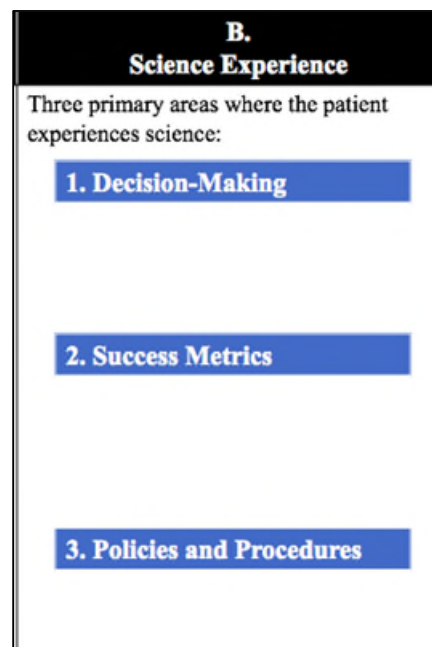 B.
Science Experience
Three primary areas where the patient
experiences science:
1. Decision-Making
2. Success Metrics
3. Policies and Procedures